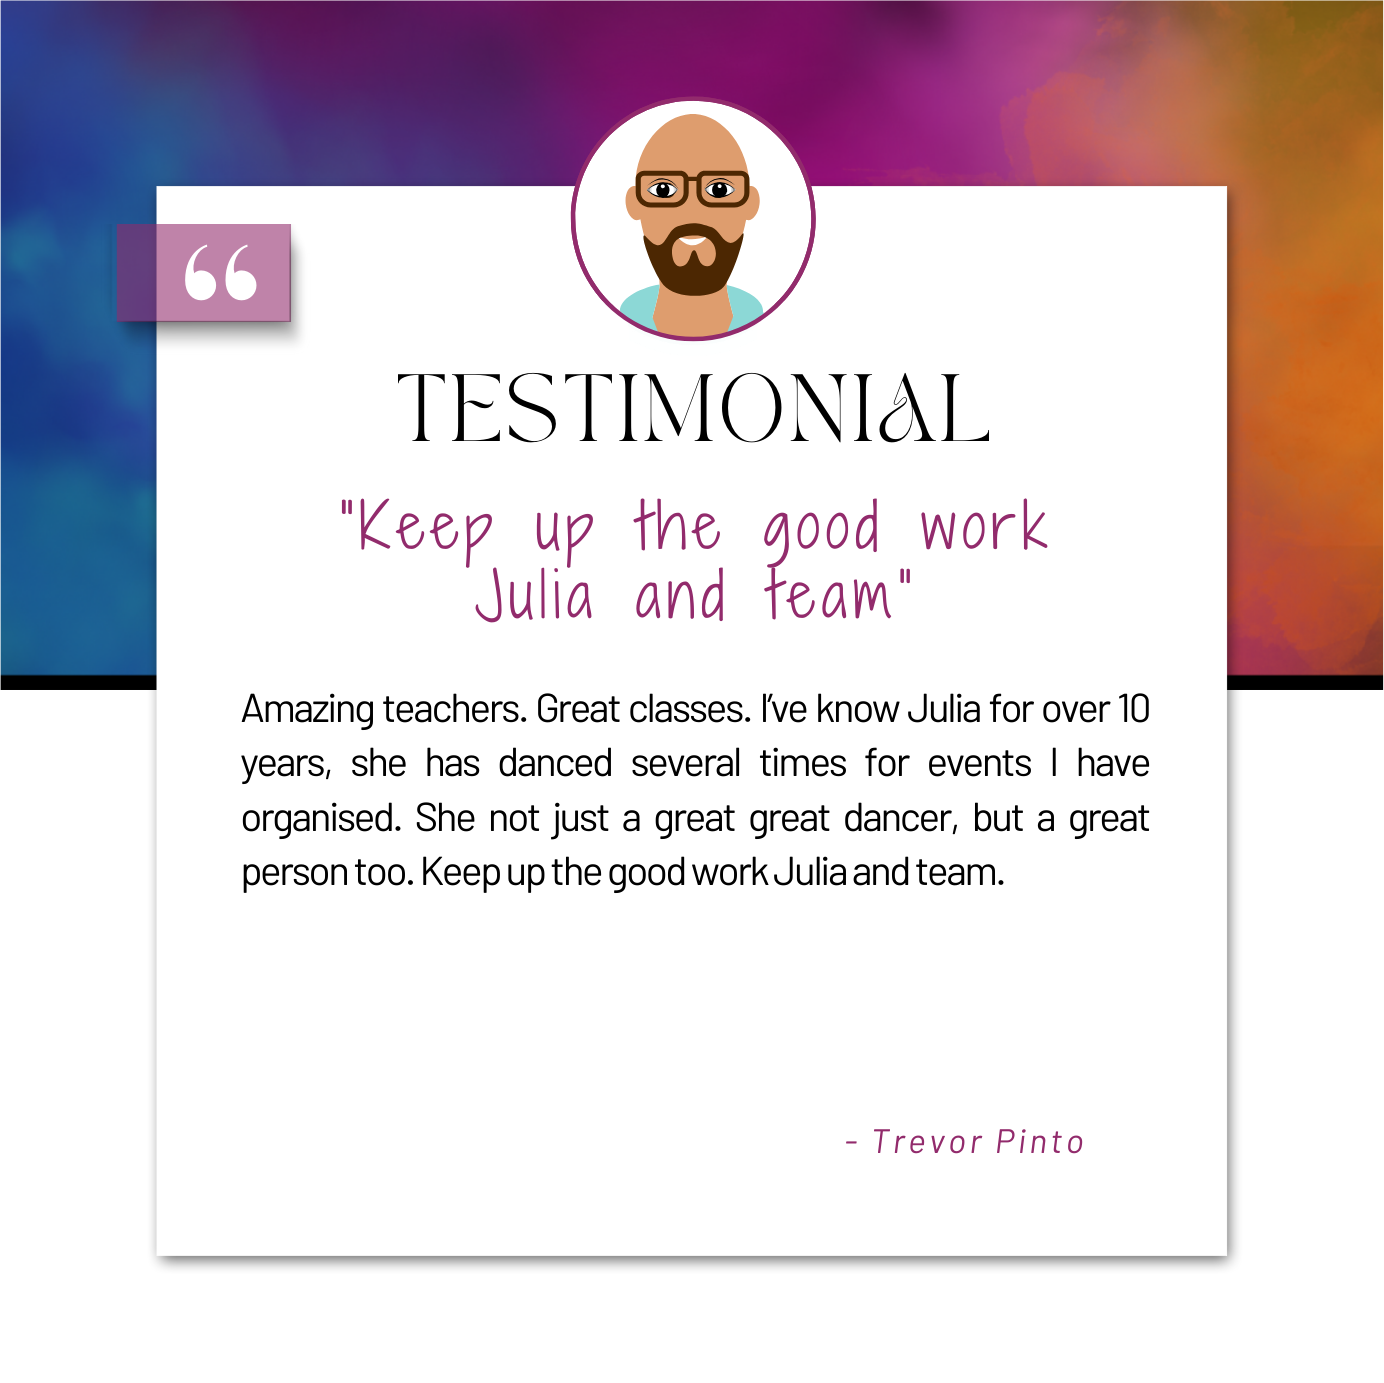 “
TESTIMONIAL
"Keep up the good work
Julia and team"
Amazing teachers. Great classes. I’ve know Julia for over 10
years, she has danced several times for events I have
organised. She not just a great great dancer, but a great
person too. Keep up the good work Julia and team.
- Trevor Pinto